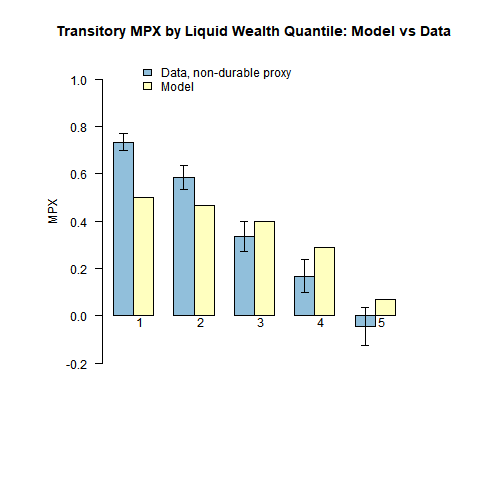 Transitory MPX by Liquid Wealth Quantile: Model vs Data
Data, non-durable proxy
Model
MPX
1.0
0.8
0.6
0.4
0.2
0.0
-0.2
1 2 3 4 5